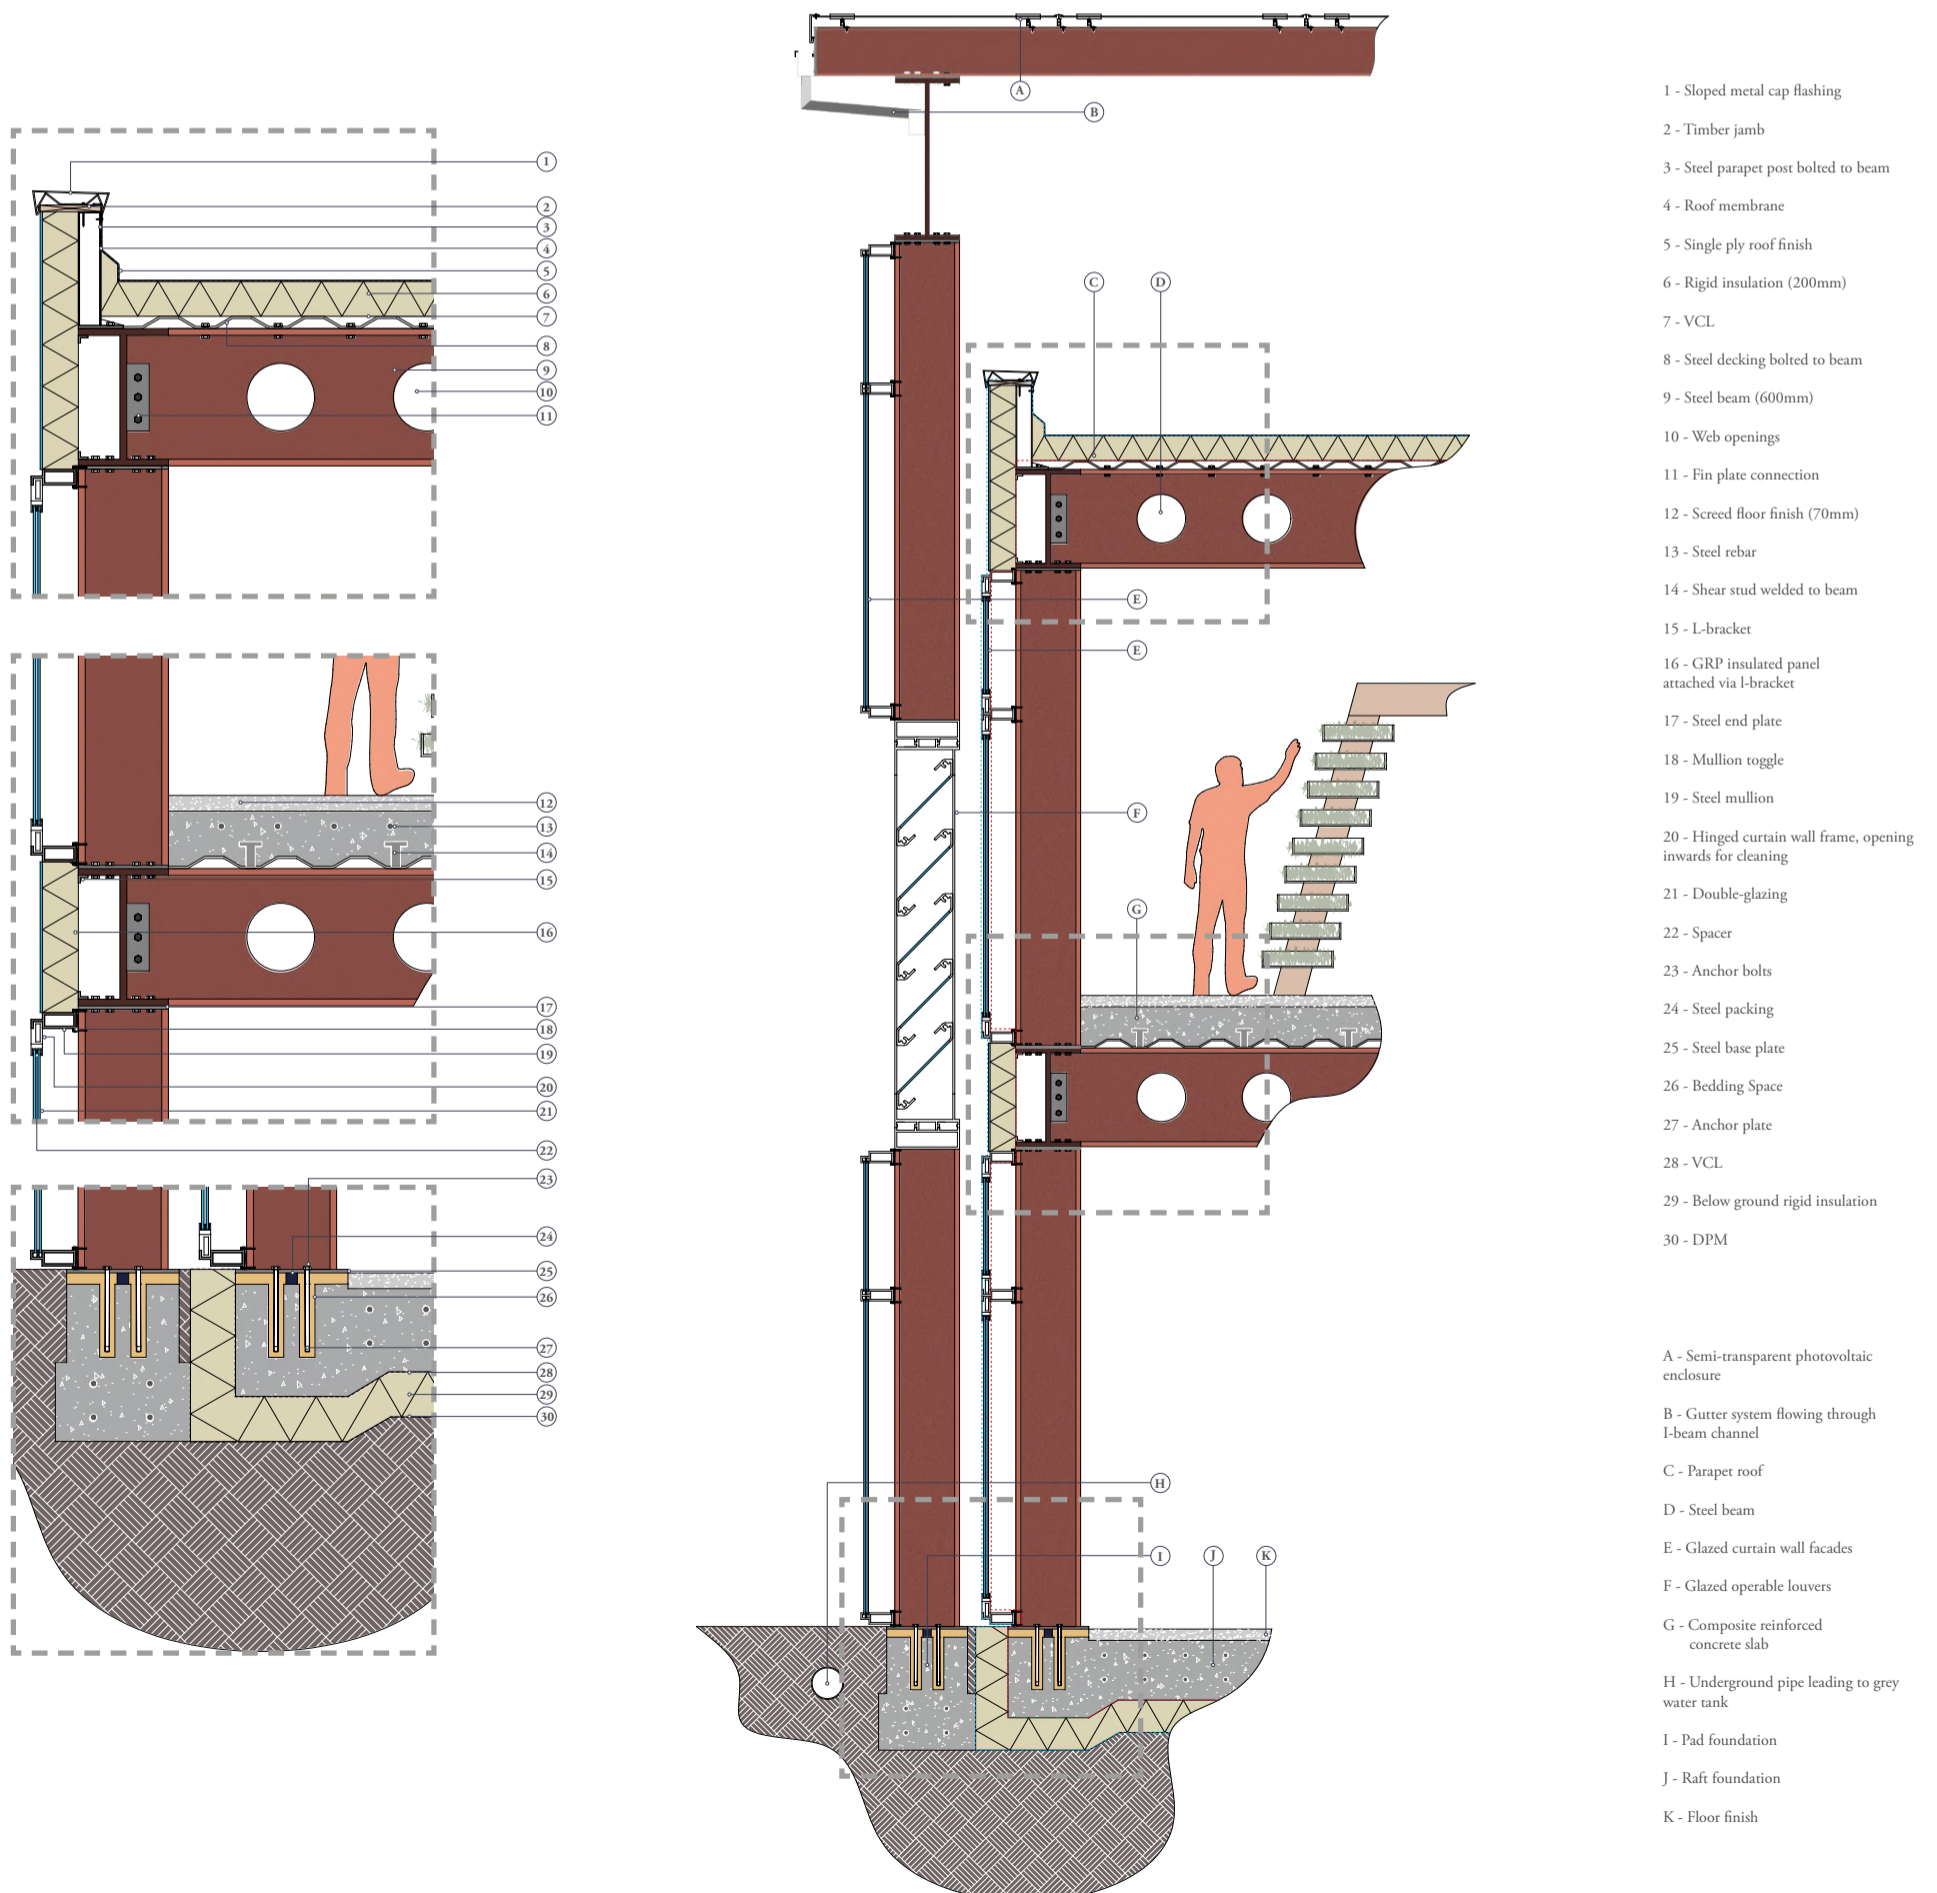 1
2
3
4
5
6
7
8
9
10
11
12
13
14
15
16
17
18
19
20
21
22
23
24
25
26
27
28
29
30
A
B
C
D
E
E
F
G
H
I
J
K
1 - Sloped metal cap flashing
2 - Timber jamb
3 - Steel parapet post bolted to beam
4 - Roof membrane
5 - Single ply roof finish
6 - Rigid insulation (200mm)
7 - VCL
8 - Steel decking bolted to beam
9 - Steel beam (600mm)
10 - Web openings
11 - Fin plate connection
12 - Screed floor finish (70mm)
13 - Steel rebar
14 - Shear stud welded to beam
15 - L-bracket
16 - GRP insulated panel
attached via l-bracket
17 - Steel end plate
18 - Mullion toggle
19 - Steel mullion
20 - Hinged curtain wall frame, opening
inwards for cleaning
21 - Double-glazing
22 - Spacer
23 - Anchor bolts
24 - Steel packing
25 - Steel base plate
26 - Bedding Space
27 - Anchor plate
28 - VCL
29 - Below ground rigid insulation
30 - DPM
A - Semi-transparent photovoltaic
enclosure
B - Gutter system flowing through
I-beam channel
C - Parapet roof
D - Steel beam
E - Glazed curtain wall facades
F - Glazed operable louvers
G - Composite reinforced
concrete slab
H - Underground pipe leading to grey
water tank
I - Pad foundation
J - Raft foundation
K - Floor finish